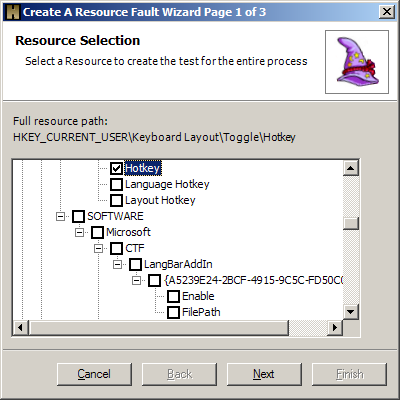 Create A Resource Fault Wizard Page 1 of 3
Resource Selection
Select a Resource to create the test for the entire process
Full resource path:
HKEY_CURRENT_USER\Keyboard Layout\Toggle\Hotkey
Hotkey
Language Hotkey
Layout Hotkey
SOFTWARE
Microsoft
CTF
LangBarAddIn
{A5239E24-2BCF-4915-9C5C-FD50C0
Enable
FilePath
Cancel
Back
Next
Finish